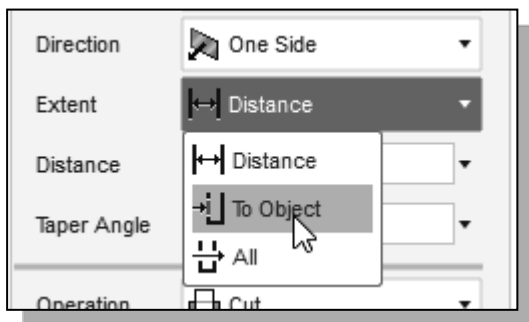 Direction One Side
Extent Distance
Distance Distance
To Object
Taper Angle
All
Operation Cut